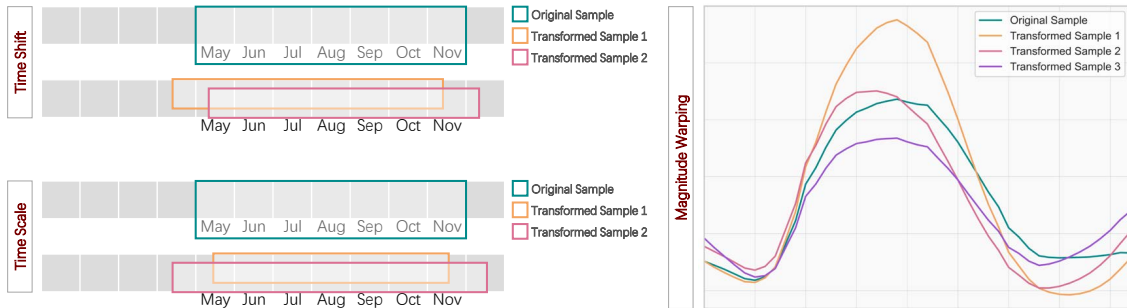 Time Shift
May Jun Jul Aug Sep Oct Nov
Original Sample
Transformed Sample 1
Transformed Sample 2
May Jun Jul Aug Sep Oct Nov
Time Scale
May Jun Jul Aug Sep Oct Nov
Original Sample
Transformed Sample 1
Transformed Sample 2
May Jun Jul Aug Sep Oct Nov
Magnitude Warping
Original Sample
Transformed Sample 1
Transformed Sample 2
Transformed Sample 3